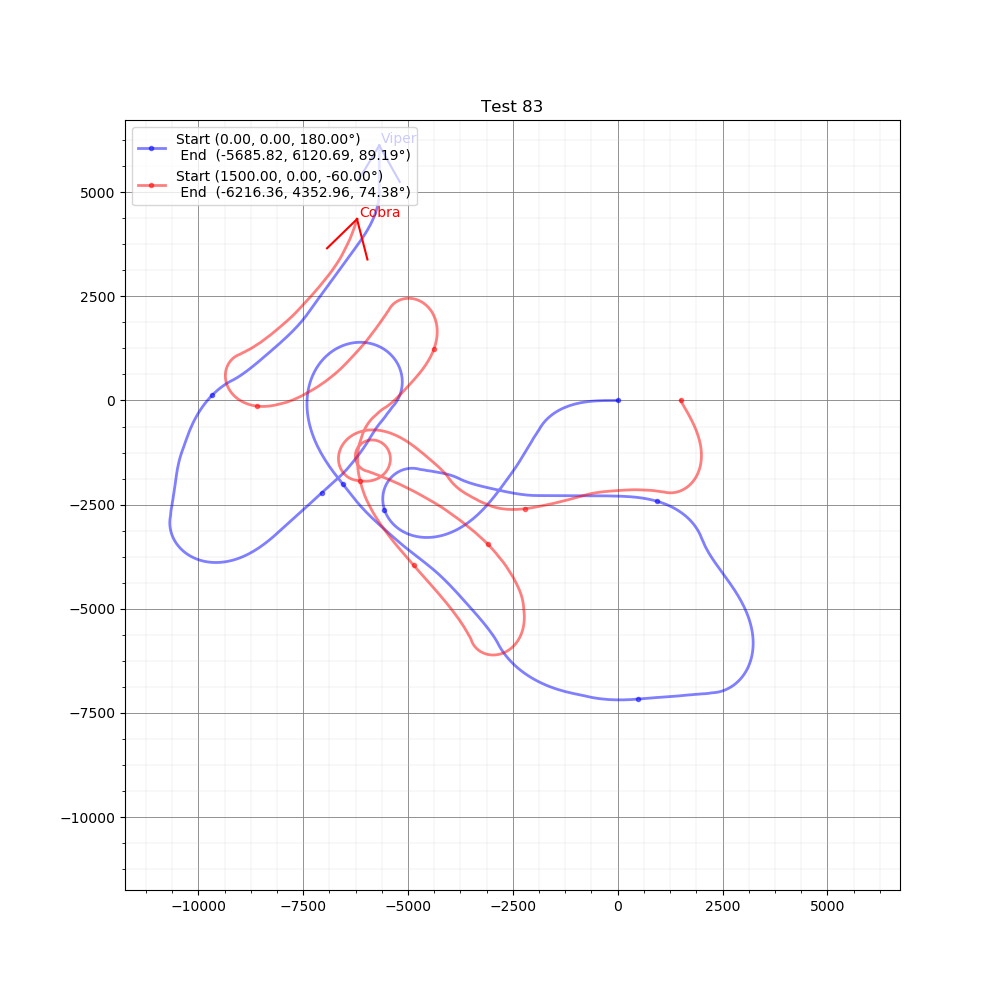 Test 83
Viper
Start (0.00, 0.00, 180.00°)
End  (-5685.82, 6120.69, 89.19°)
Start (1500.00, 0.00, -60.00°)
End  (-6216.36, 4352.96, 74.38°)
Cobra
5000
2500
0
−2500
−5000
−7500
−10000
−10000 −7500 −5000 −2500 0 2500 5000